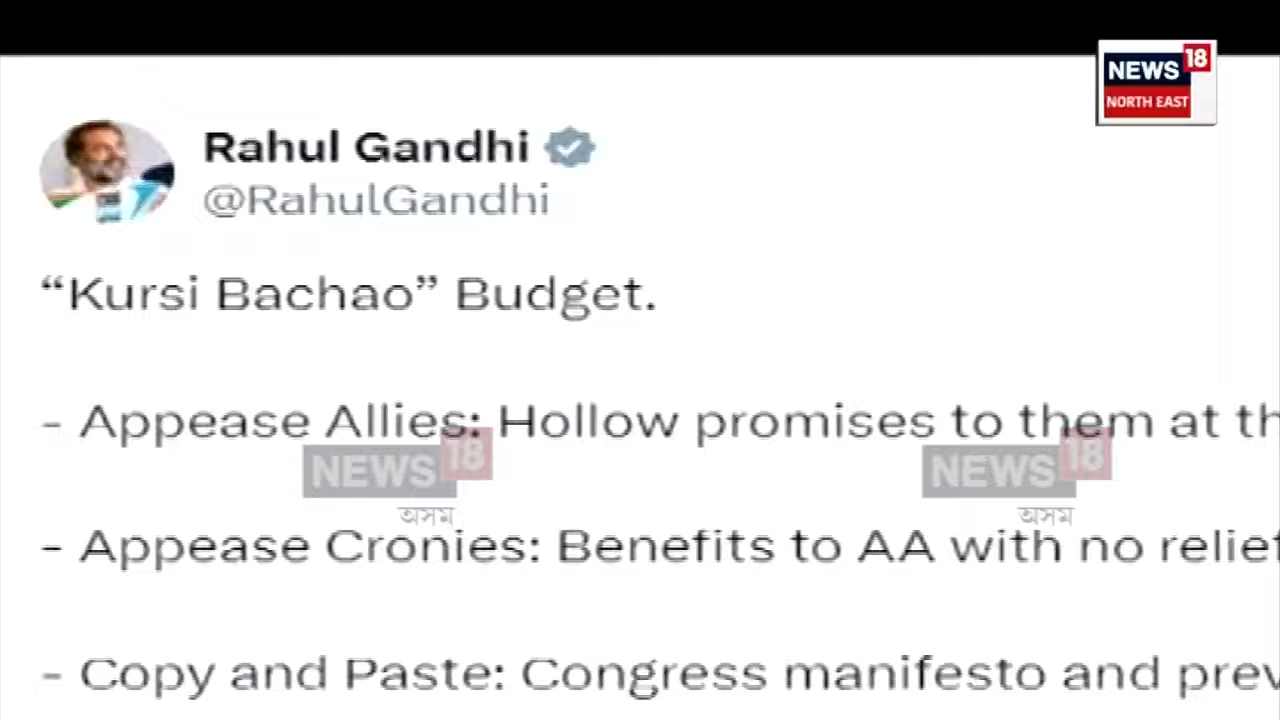 NEWS 18
NORTH EAST
Rahul Gandhi
@RahulGandhi
“Kursi Bachao” Budget.
- Appease Allies: Hollow promises to them at th
NEWS 18 NEWS 18
অসম অসম
- Appease Cronies: Benefits to AA with no relief
- Copy and Paste: Congress manifesto and prev